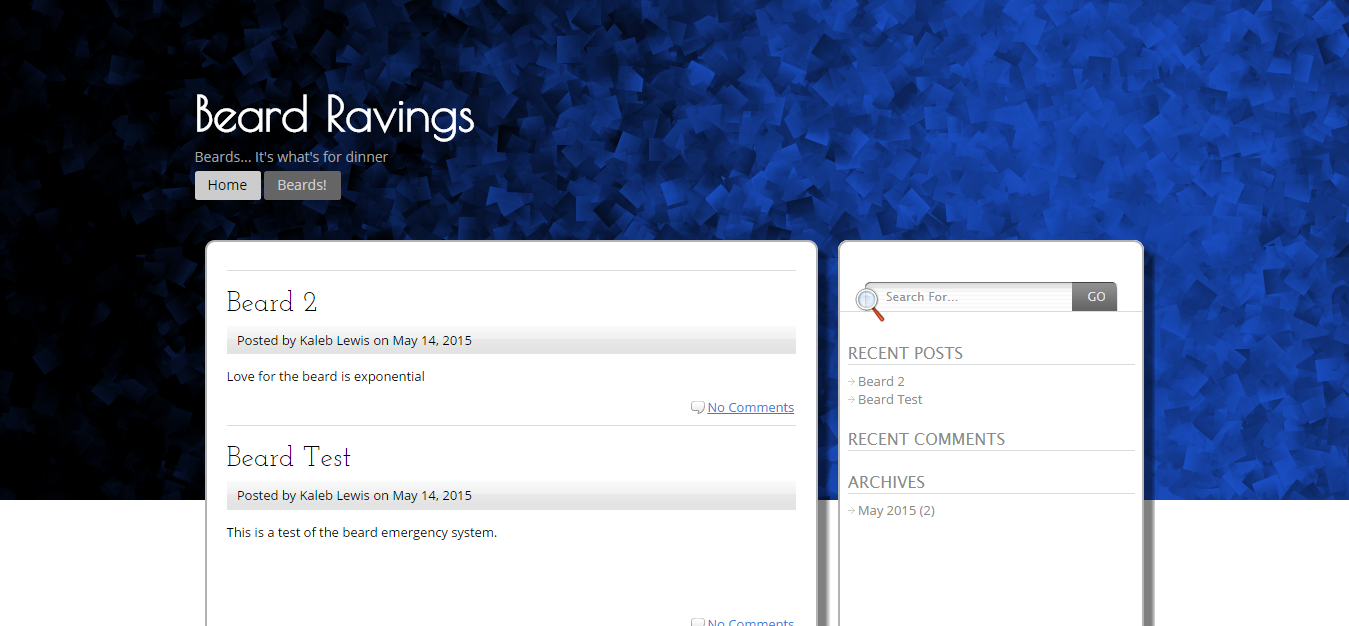 Beard Ravings
Beards... It's what's for dinner
Home Beards!
Beard 2
Posted by Kaleb Lewis on May 14, 2015
Love for the beard is exponential
No Comments
Beard Test
Posted by Kaleb Lewis on May 14, 2015
This is a test of the beard emergency system.
No Comments
Search For... GO
RECENT POSTS
Beard 2
Beard Test
RECENT COMMENTS
ARCHIVES
May 2015 (2)